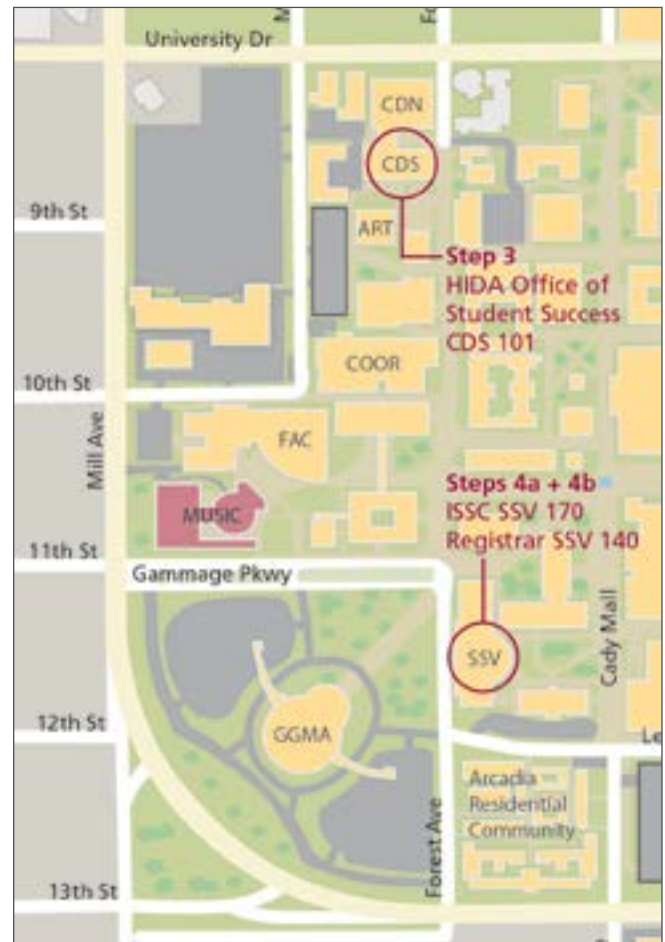 University Dr
CDN
CDS
9th St
ART
Step 3
HIDA Office of
Student Success
CDS 101
COOR
10th St
Mill Ave
FAC
MUSIC
Steps 4a + 4b
ISSC SSV 170
Registrar SSV 140
11th St
Gammage Pkwy
SSV
Cady Mall
12th St
GGMA
Arcadia
Residential
Community
Forest Ave
13th St